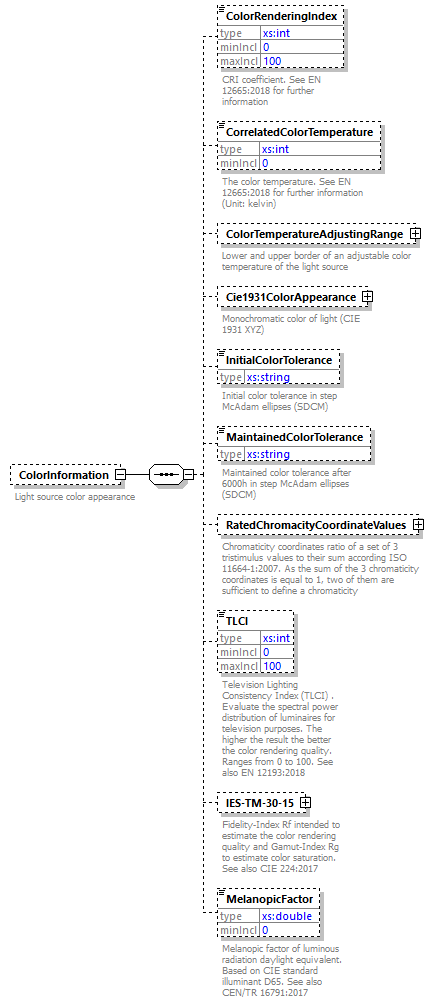 ColorRenderingIndex
type xs:int
minIncl 0
maxIncl 100
CRI coefficient. See EN
12665:2018 for further
information
CorrelatedColorTemperature
type xs:int
minIncl 0
The color temperature. See EN
12665:2018 for further information
(Unit: kelvin)
ColorTemperatureAdjustingRange
Lower and upper border of an adjustable color
temperature of the light source
Cie1931ColorAppearance
Monochromatic color of light (CIE
1931 XYZ)
InitialColorTolerance
type xs:string
Initial color tolerance in step
McAdam ellipses (SDCM)
MaintainedColorTolerance
type xs:string
Maintained color tolerance after
6000h in step McAdam ellipses
(SDCM)
ColorInformation
Light source color appearance
RatedChromacityCoordinateValues
Chromaticity coordinates ratio of a set of 3
tristimulus values to their sum according ISO
11664-1:2007. As the sum of the 3 chromaticity
coordinates is equal to 1, two of them are
sufficient to define a chromaticity
TLCI
type xs:int
minIncl 0
maxIncl 100
Television Lighting
Consistency Index (TLCI) .
Evaluate the spectral power
distribution of luminaires for
television purposes. The
higher the result the better
the color rendering quality.
Ranges from 0 to 100. See
also EN 12193:2018
IES-TM-30-15
Fidelity-Index Rf intended to
estimate the color rendering
quality and Gamut-Index Rg
to estimate color saturation.
See also CIE 224:2017
MelanopicFactor
type xs:double
minIncl 0
Melanopic factor of luminous
radiation daylight equivalent.
Based on CIE standard
illuminant D65. See also
CEN/TR 16791:2017